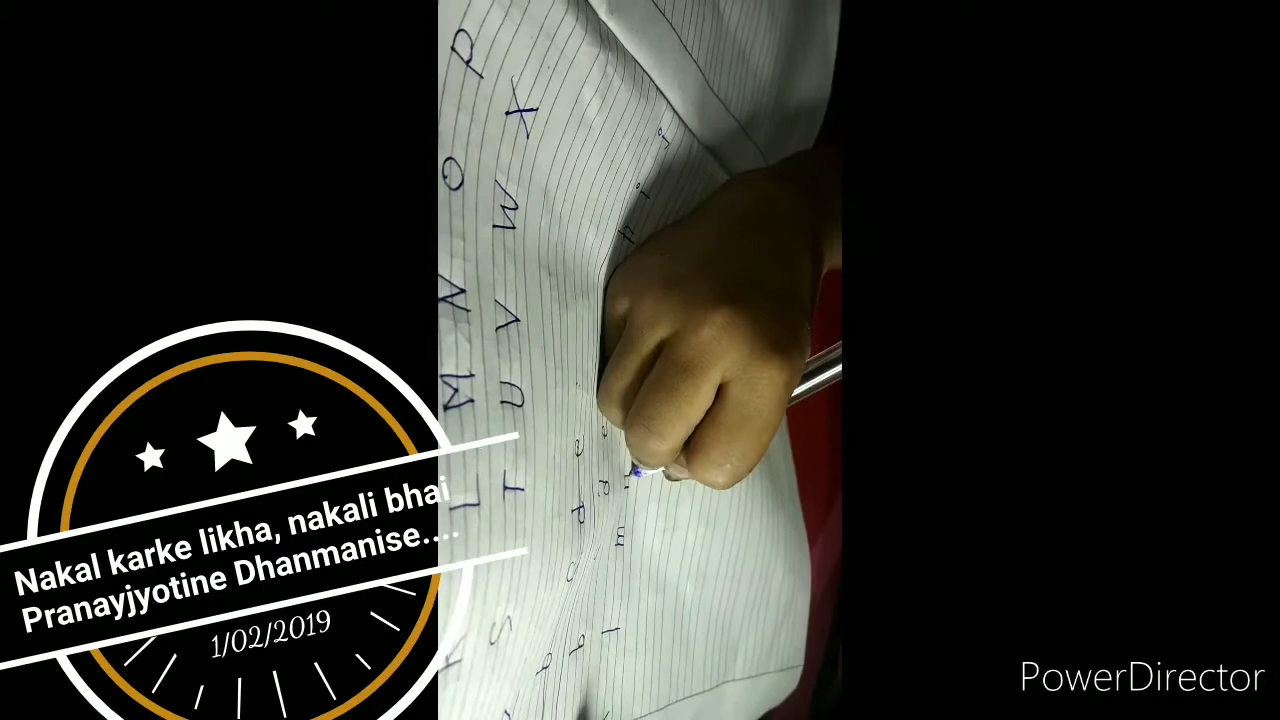 Nakal karke likha, nakali bhai
Pranayjyotine Dhanmanise....
1/02/2019
L M N O P
S T U V W X
c d e
l m
i j
PowerDirector